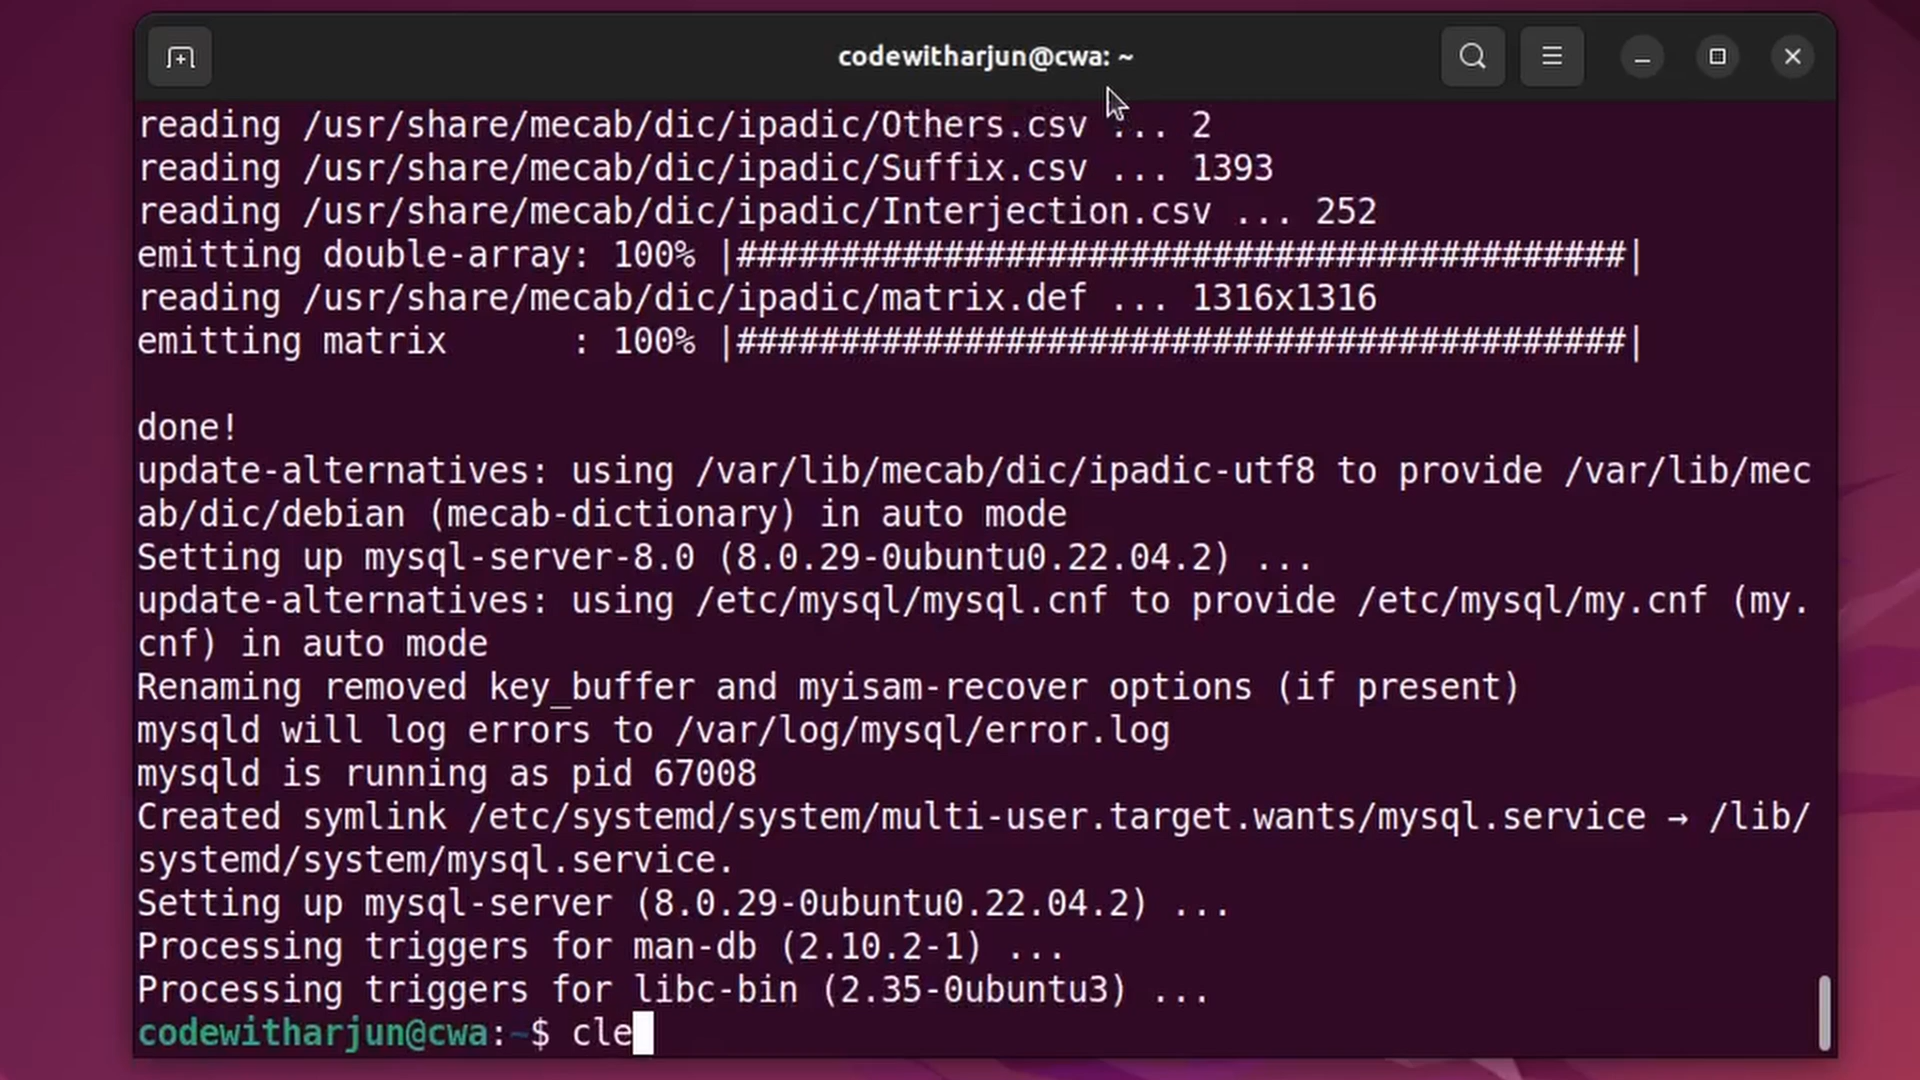 codewitharjun@cwa: ~
reading /usr/share/mecab/dic/ipadic/Others.csv ... 2
reading /usr/share/mecab/dic/ipadic/Suffix.csv ... 1393
reading /usr/share/mecab/dic/ipadic/Interjection.csv ... 252
emitting double-array: 100% |###########################################|
reading /usr/share/mecab/dic/ipadic/matrix.def ... 1316x1316
emitting matrix      : 100% |###########################################|
done!
update-alternatives: using /var/lib/mecab/dic/ipadic-utf8 to provide /var/lib/mec
ab/dic/debian (mecab-dictionary) in auto mode
Setting up mysql-server-8.0 (8.0.29-0ubuntu0.22.04.2) ...
update-alternatives: using /etc/mysql/mysql.cnf to provide /etc/mysql/my.cnf (my.
cnf) in auto mode
Renaming removed key_buffer and myisam-recover options (if present)
mysqld will log errors to /var/log/mysql/error.log
mysqld is running as pid 67008
Created symlink /etc/systemd/system/multi-user.target.wants/mysql.service → /lib/
systemd/system/mysql.service.
Setting up mysql-server (8.0.29-0ubuntu0.22.04.2) ...
Processing triggers for man-db (2.10.2-1) ...
Processing triggers for libc-bin (2.35-0ubuntu3) ...
codewitharjun@cwa:~$ cle